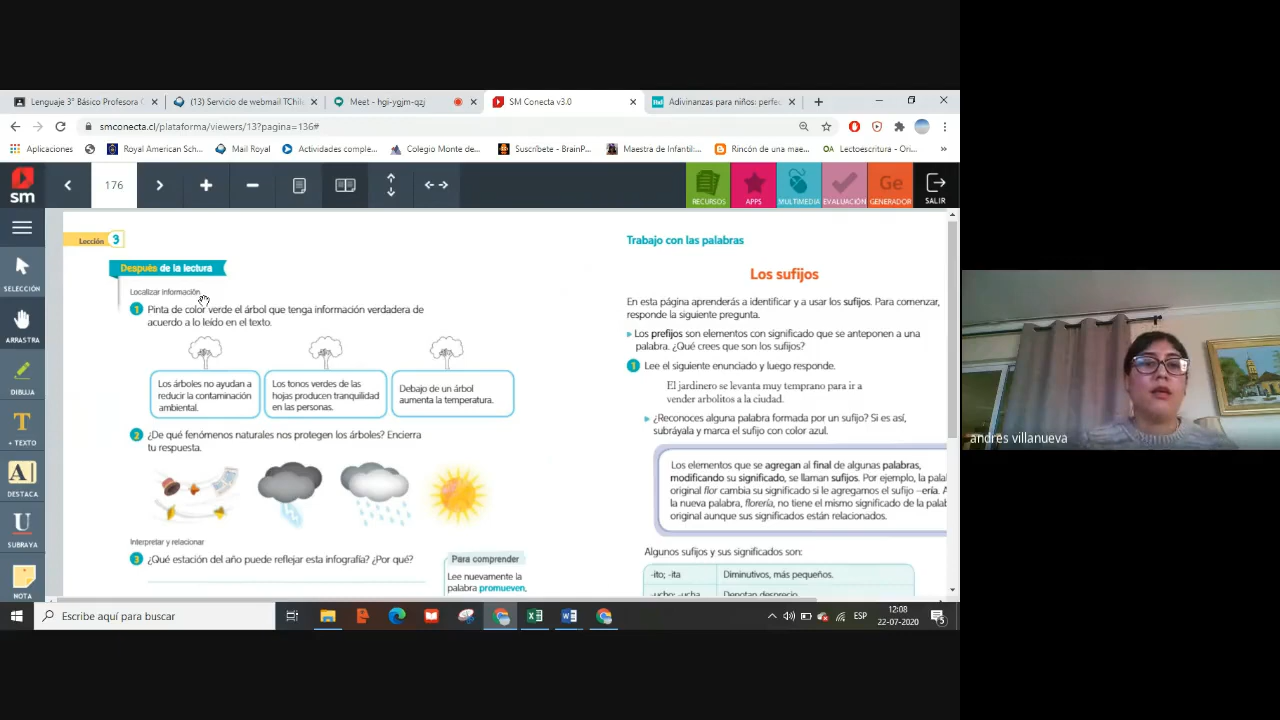 Lenguaje 3° Básico Profesora
(13) Servicio de webmail TChile
Meet - hgi-ygjm-qzj
SM Conecta v3.0
Adivinanzas para niños: perfec
smconecta.cl/plataforma/viewers/13?pagina=136#
Aplicaciones
Royal American Sch...
Mail Royal
Actividades comple...
Colegio Monte de...
Suscríbete - BrainP...
Maestra de Infantil:...
Rincón de una mae...
OA
Lectoescritura - Ori...
»
sm
176
RECURSOS
APPS
MULTIMEDIA
EVALUACIÓN
Ge
GENERADOR
SALIR
SELECCIÓN
ARRASTRA
DIBUJA
T
+ TEXTO
A
DESTACA
U
SUBRAYA
NOTA
Lección 3
Después de la lectura
Localizar información
1 Pinta de color verde el árbol que tenga información verdadera de
acuerdo a lo leído en el texto.
Los árboles no ayudan a
reducir la contaminación
ambiental.
Los tonos verdes de las
hojas producen tranquilidad
en las personas.
Debajo de un árbol
aumenta la temperatura.
2 ¿De qué fenómenos naturales nos protegen los árboles? Encierra
tu respuesta.
Interpretar y relacionar
3 ¿Qué estación del año puede reflejar esta infografía? ¿Por qué?
Para comprender
Lee nuevamente la
palabra promueven,
Trabajo con las palabras
Los sufijos
En esta página aprenderás a identificar y a usar los sufijos. Para comenzar,
responde la siguiente pregunta.
Los prefijos son elementos con significado que se anteponen a una
palabra. ¿Qué crees que son los sufijos?
1 Lee el siguiente enunciado y luego responde.
El jardinero se levanta muy temprano para ir a
vender arbolitos a la ciudad.
¿Reconoces alguna palabra formada por un sufijo? Si es así,
subráyala y marca el sufijo con color azul.
Los elementos que se agregan al final de algunas palabras,
modificando su significado, se llaman sufijos. Por ejemplo, la pala
original flor cambia su significado si le agregamos el sufijo –ería. A
la nueva palabra, florería, no tiene el mismo significado de la palab
original aunque sus significados están relacionados.
Algunos sufijos y sus significados son:
-ito; -ita
Diminutivos, más pequeños.
-ucho; -ucha
Denotan desprecio.
andres villanueva
Escribe aquí para buscar
ESP
12:08
22-07-2020
5